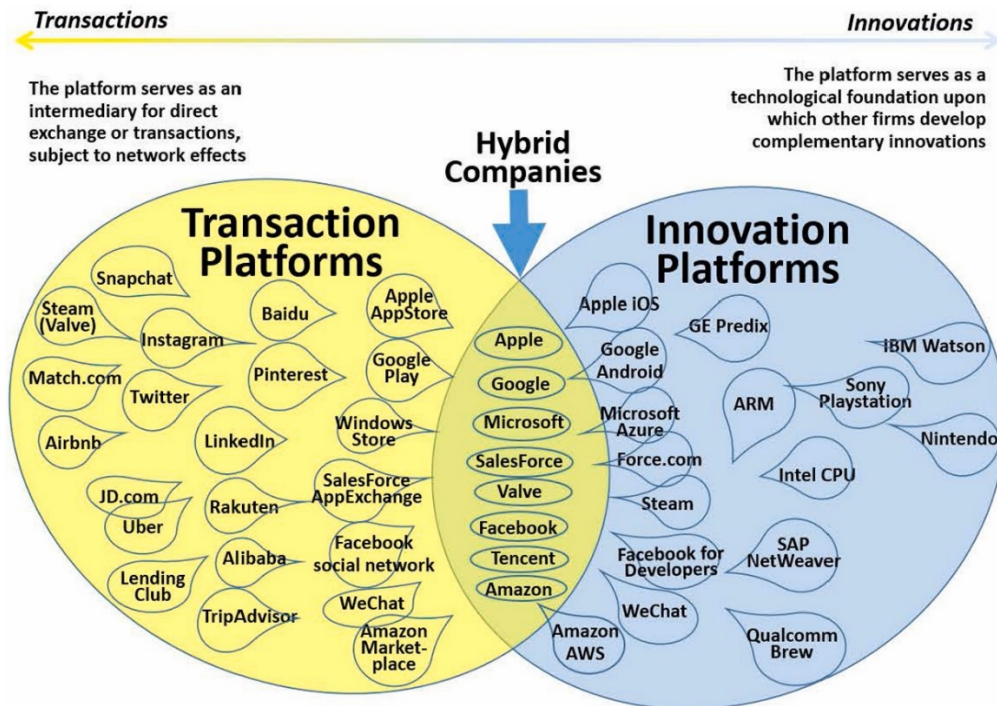 Transactions
Innovations
The platform serves as an
intermediary for direct
exchange or transactions,
subject to network effects
The platform serves as a
technological foundation upon
which other firms develop
complementary innovations
Hybrid
Companies
Transaction
Platforms
Snapchat
Steam
(Valve)
Instagram
Baidu
Apple
AppStore
Match.com
Twitter
Pinterest
Google
Play
Airbnb
LinkedIn
Windows
Store
JD.com
Uber
Rakuten
SalesForce
AppExchange
Lending
Club
Alibaba
Facebook
social network
TripAdvisor
WeChat
Amazon
Market-
place
Apple
Google
Microsoft
SalesForce
Valve
Facebook
Tencent
Amazon
Innovation
Platforms
Apple iOS
GE Predix
IBM Watson
Google
Android
ARM
Sony
Playstation
Microsoft
Azure
Nintendo
Force.com
Intel CPU
Steam
Facebook for
Developers
SAP
NetWeaver
WeChat
Amazon
AWS
Qualcomm
Brew